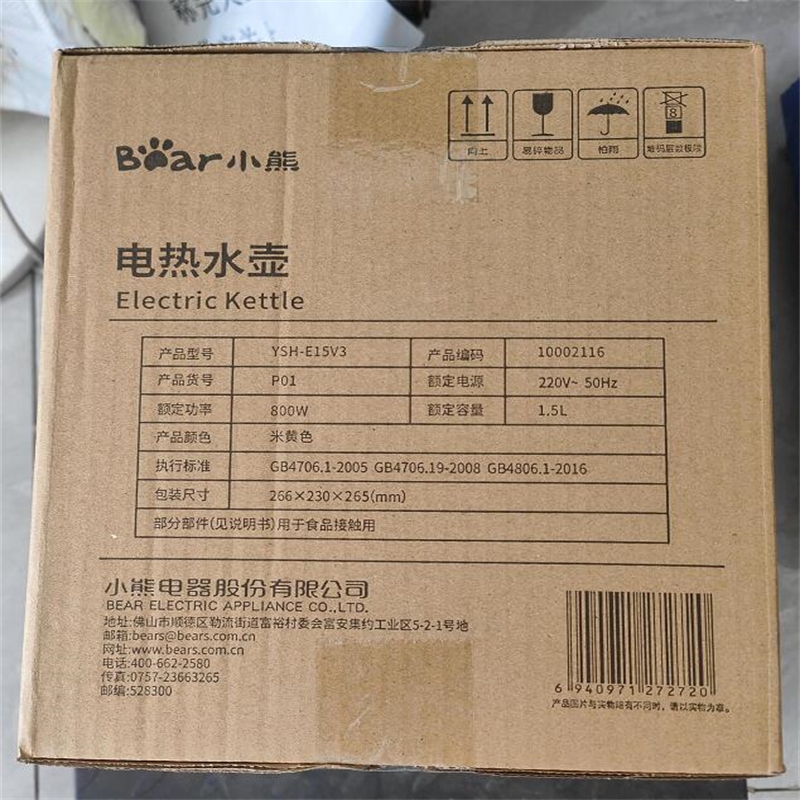 Bear小熊
8
向上 易碎物品 怕雨 堆码层数极限
电热水壶
Electric Kettle
产品型号 YSH-E15V3 产品编码 10002116
产品货号 P01 额定电源 220V~ 50Hz
额定功率 800W 额定容量 1.5L
产品颜色 米黄色
执行标准 GB4706.1-2005 GB4706.19-2008 GB4806.1-2016
包装尺寸 266×230×265(mm)
部分部件(见说明书)用于食品接触用
小熊电器股份有限公司
BEAR ELECTRIC APPLIANCE CO.,LTD.
地址:佛山市顺德区勒流街道富裕村委会富安集约工业区5-2-1号地
邮箱:bears@bears.com.cn
网址:www.bears.com.cn
电话:400-662-2580
传真:0757-23663265
邮编:528300
6 940971 272720
产品图片与实物如有不同时，请以实物为准。